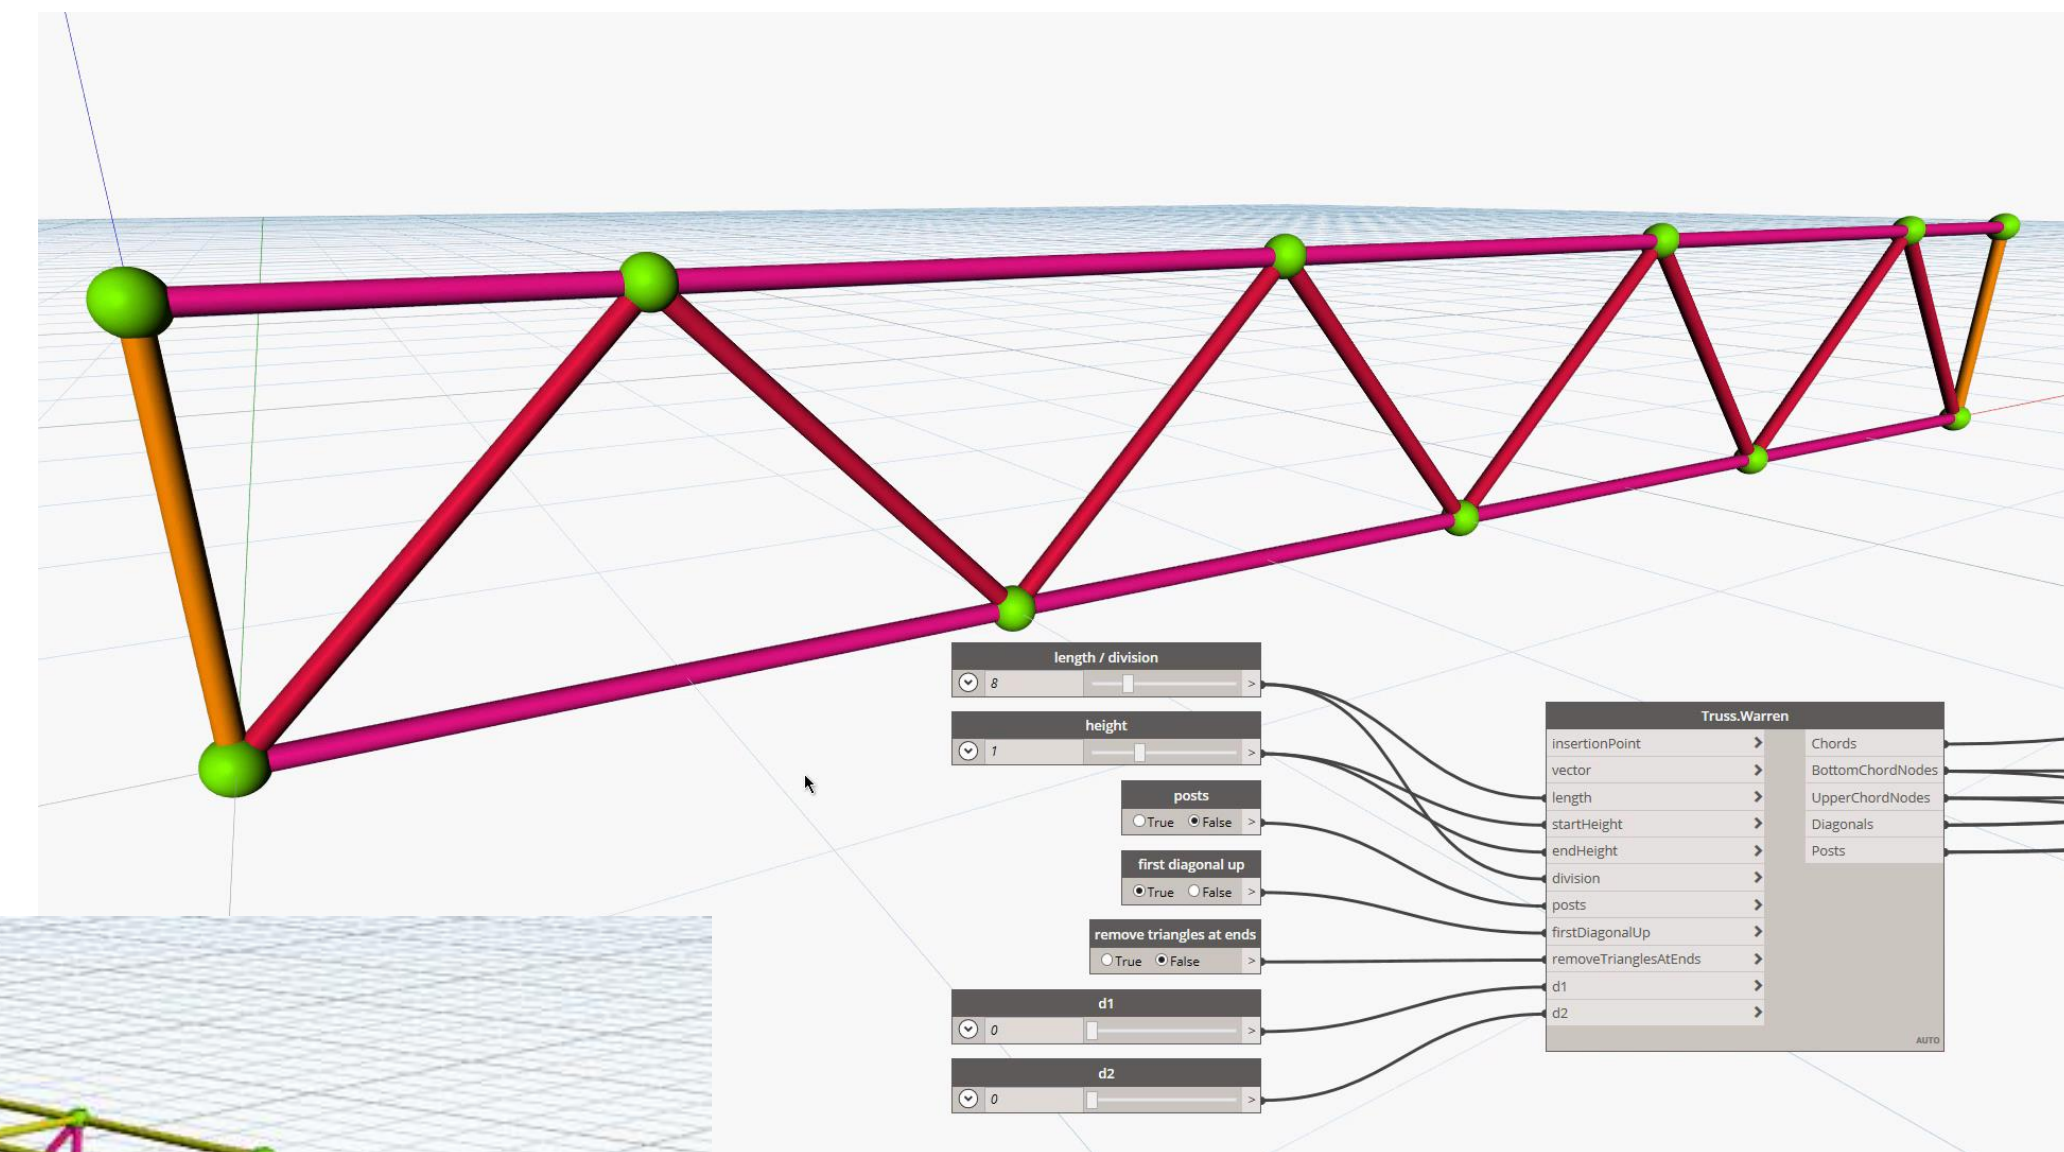 length / division
8 >
height
1 >
posts
True False >
first diagonal up
True False >
remove triangles at ends
True False >
d1
0 >
d2
0 >
Truss.Warren
insertionPoint > Chords
vector > BottomChordNodes
length > UpperChordNodes
startHeight > Diagonals
endHeight > Posts
division >
posts >
firstDiagonalUp >
removeTrianglesAtEnds >
d1 >
d2 >
AUTO